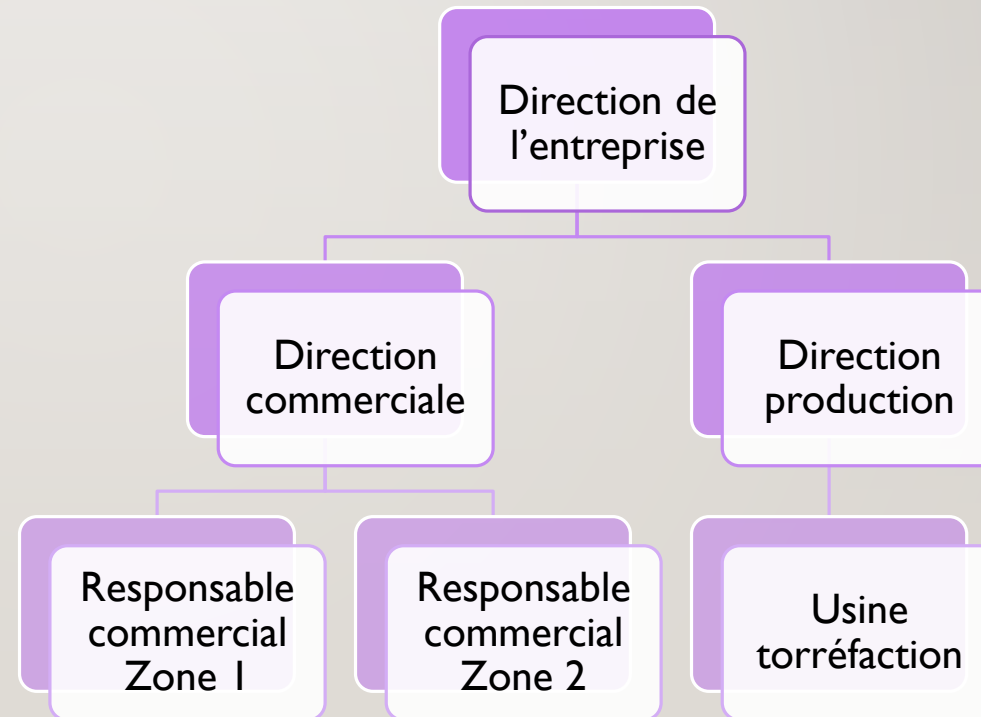 Direction de
l’entreprise
Direction
commerciale
Direction
production
Responsable
commercial
Zone 1
Responsable
commercial
Zone 2
Usine
torréfaction